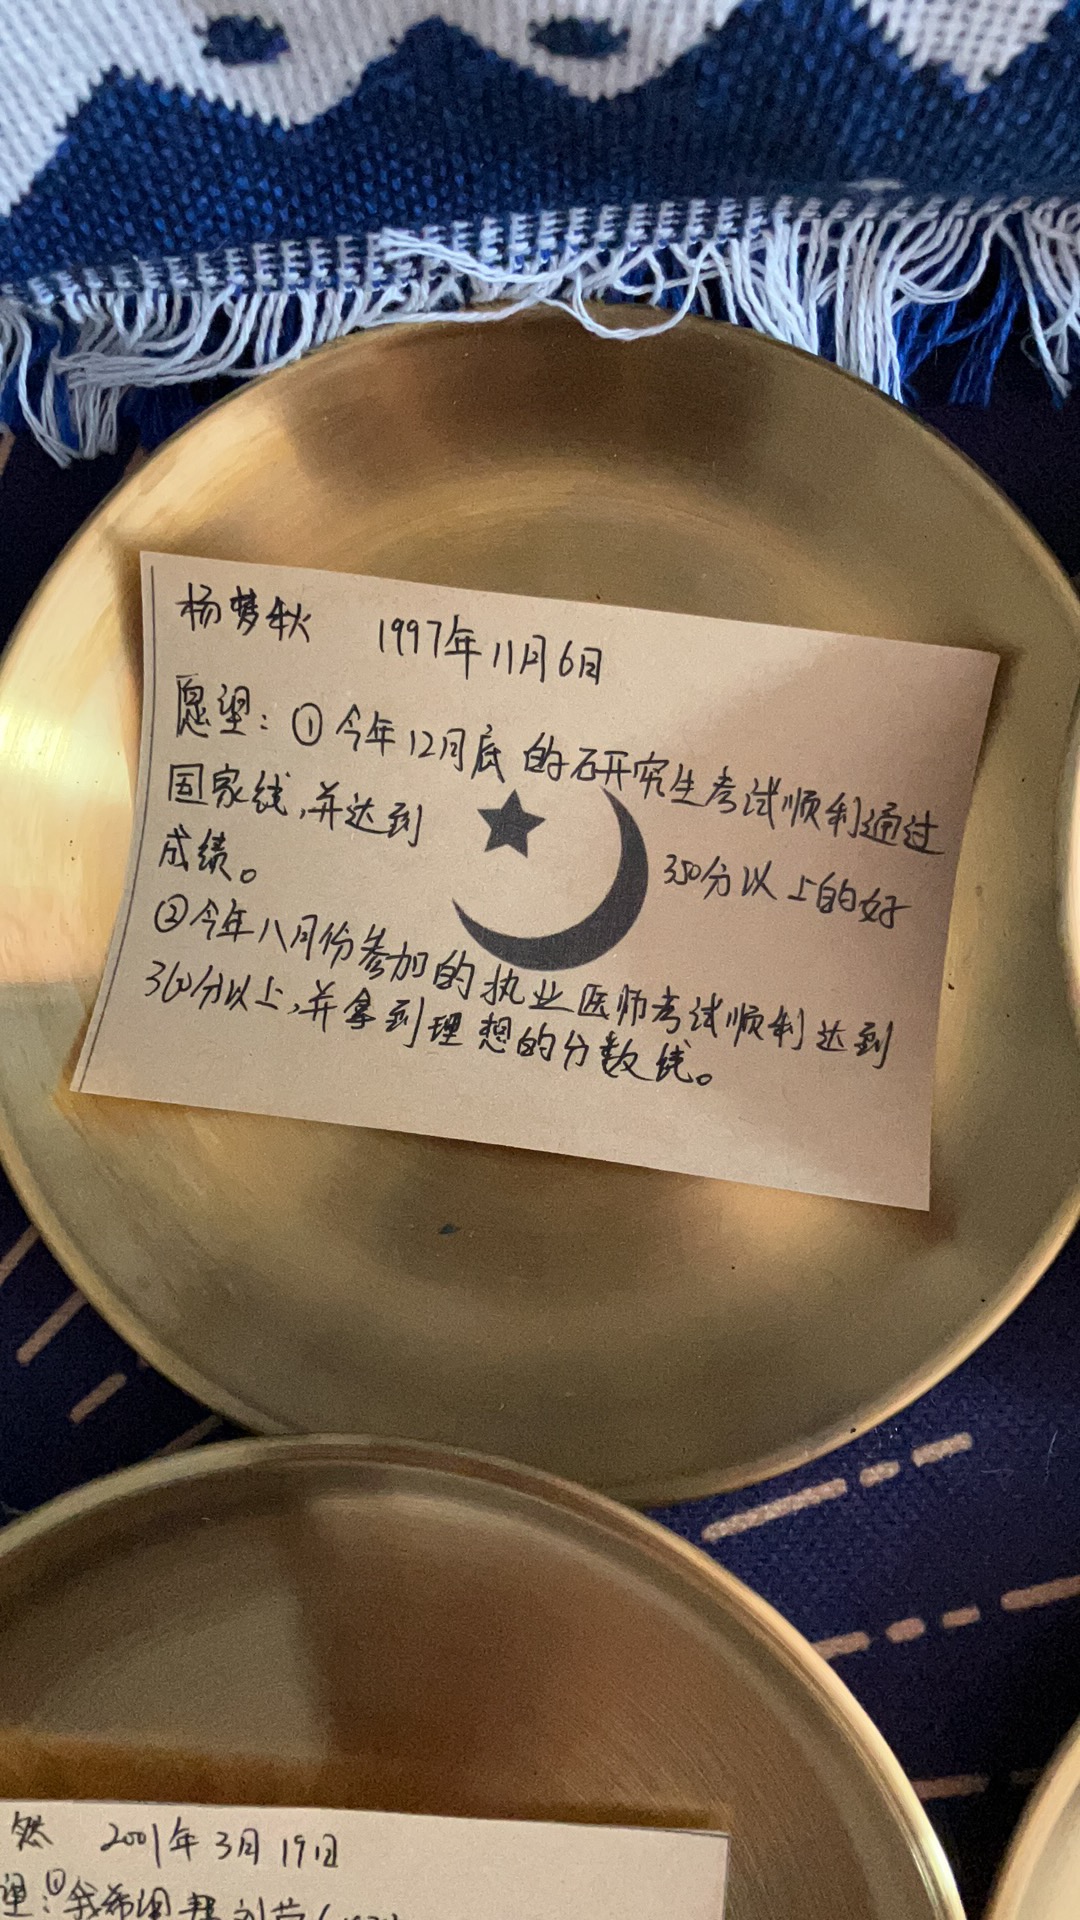 杨梦秋 1997年11月6日
愿望：①今年12月底的研究生考试顺利通过
国家线，并达到 350分以上的好
成绩。
②今年八月份参加的执业医师考试顺利达到
360分以上，并拿到理想的分数线。
然 2001年3月19日
望：①我希望